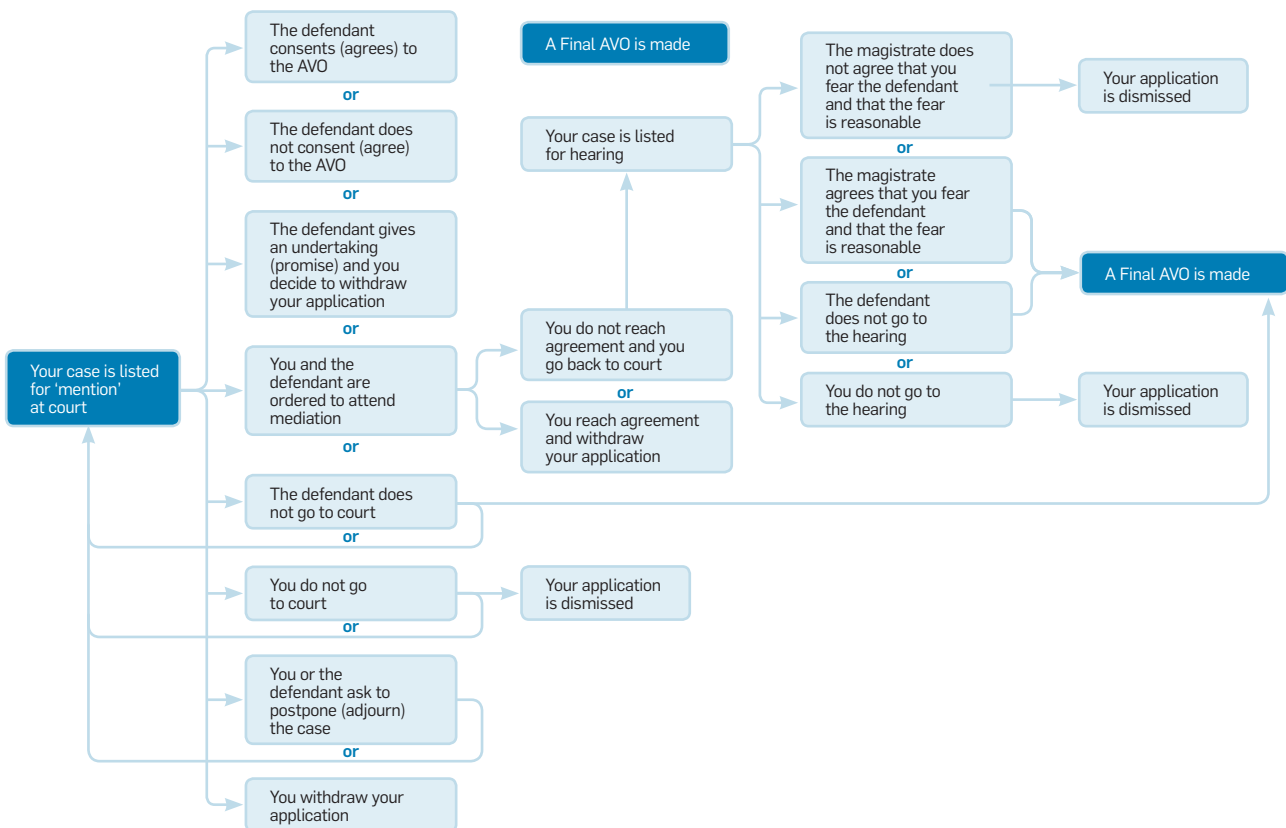 The defendant
consents (agrees) to
the AVO
or
The defendant does
not consent (agree)
to the AVO
or
The defendant gives
an undertaking
(promise) and you
decide to withdraw
your application
or
Your case is listed
for ‘mention’
at court
You and the
defendant are
ordered to attend
mediation
or
The defendant does
not go to court
or
You do not go
to court
or
You or the
defendant ask to
postpone (adjourn)
the case
or
You withdraw your
application
A Final AVO is made
Your case is listed
for hearing
You do not reach
agreement and you
go back to court
or
You reach agreement
and withdraw
your application
Your application
is dismissed
The magistrate does
not agree that you
fear the defendant
and that the fear
is reasonable
or
The magistrate
agrees that you fear
the defendant
and that the fear
is reasonable
or
The defendant
does not go to
the hearing
or
You do not go to
the hearing
Your application
is dismissed
A Final AVO is made
Your application
is dismissed